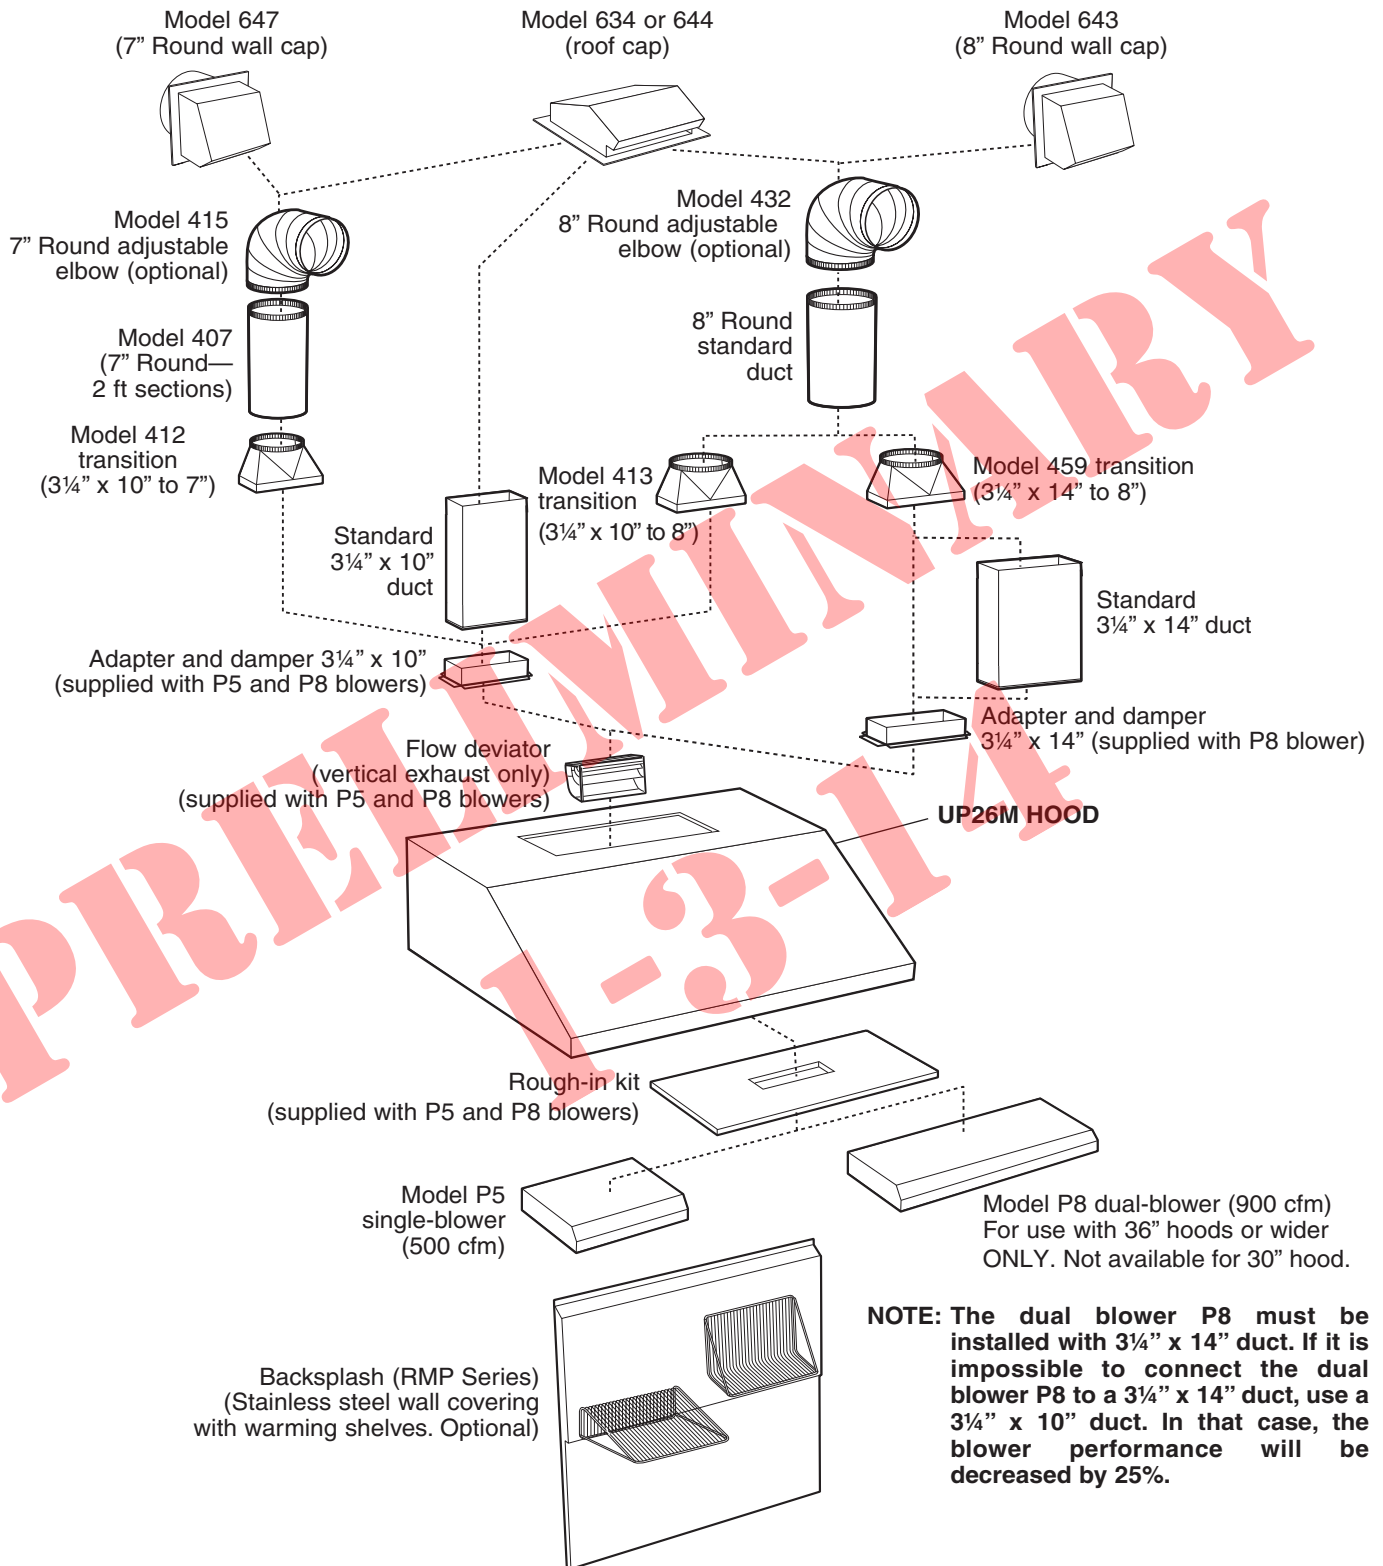 Model 647
(7” Round wall cap)
Model 634 or 644
(roof cap)
Model 643
(8” Round wall cap)
Model 415
7” Round adjustable
elbow (optional)
Model 432
8” Round adjustable
elbow (optional)
Model 407
(7” Round—
2 ft sections)
8” Round
standard
duct
Model 412
transition
(3¼” x 10” to 7”)
Model 413
transition
(3¼” x 10” to 8”)
Model 459 transition
(3¼” x 14” to 8”)
Standard
3¼” x 10”
duct
Standard
3¼” x 14” duct
Adapter and damper 3¼” x 10”
(supplied with P5 and P8 blowers)
Adapter and damper
3¼” x 14” (supplied with P8 blower)
Flow deviator
(vertical exhaust only)
(supplied with P5 and P8 blowers)
UP26M HOOD
PRELIMINARY
1-3-14
Rough-in kit
(supplied with P5 and P8 blowers)
Model P5
single-blower
(500 cfm)
Model P8 dual-blower (900 cfm)
For use with 36” hoods or wider
ONLY. Not available for 30” hood.
Backsplash (RMP Series)
(Stainless steel wall covering
with warming shelves. Optional)
NOTE: The dual blower P8 must be
installed with 3¼” x 14” duct. If it is
impossible to connect the dual
blower P8 to a 3¼” x 14” duct, use a
3¼” x 10” duct. In that case, the
blower performance will be
decreased by 25%.